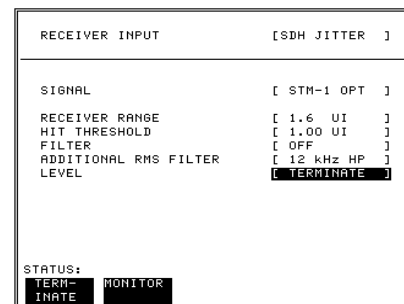 RECEIVER INPUT [SDH JITTER ]
SIGNAL [ STM-1 OPT ]
RECEIVER RANGE [ 1.6 UI ]
HIT THRESHOLD [ 1.00 UI ]
FILTER [ OFF ]
ADDITIONAL RMS FILTER [ 12 kHz HP ]
LEVEL [ TERMINATE ]
STATUS:
TERM- MONITOR
INATE